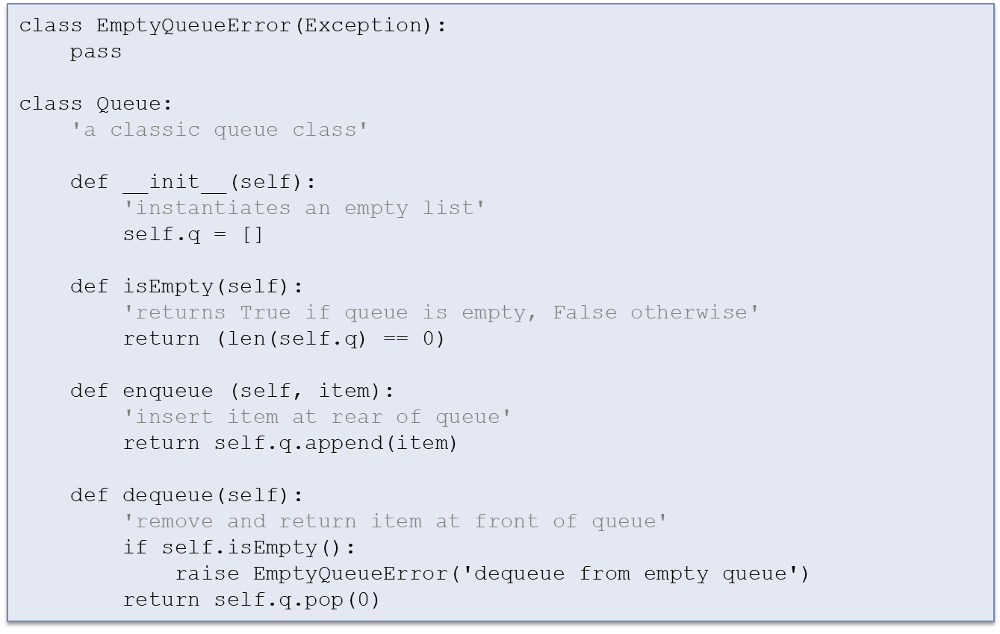 class EmptyQueueError(Exception):
    pass

class Queue:
    'a classic queue class'

    def __init__(self):
        'instantiates an empty list'
        self.q = []

    def isEmpty(self):
        'returns True if queue is empty, False otherwise'
        return (len(self.q) == 0)

    def enqueue (self, item):
        'insert item at rear of queue'
        return self.q.append(item)

    def dequeue(self):
        'remove and return item at front of queue'
        if self.isEmpty():
            raise EmptyQueueError('dequeue from empty queue')
        return self.q.pop(0)